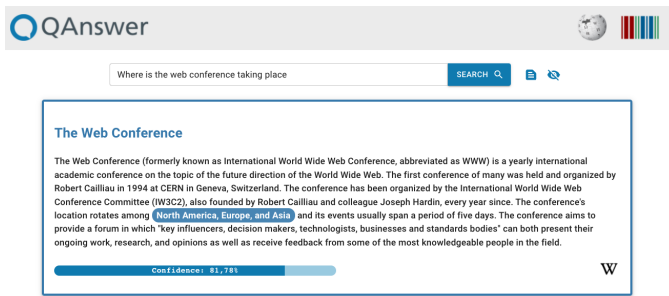 QAnswer
Where is the web conference taking place
SEARCH
The Web Conference
The Web Conference (formerly known as International World Wide Web Conference, abbreviated as WWW) is a yearly international
academic conference on the topic of the future direction of the World Wide Web. The first conference of many was held and organized by
Robert Cailliau in 1994 at CERN in Geneva, Switzerland. The conference has been organized by the International World Wide Web
Conference Committee (IW3C2), also founded by Robert Cailliau and colleague Joseph Hardin, every year since. The conference's
location rotates among North America, Europe, and Asia and its events usually span a period of five days. The conference aims to
provide a forum in which "key influencers, decision makers, technologists, businesses and standards bodies" can both present their
ongoing work, research, and opinions as well as receive feedback from some of the most knowledgeable people in the field.
Confidence: 81,78%
W